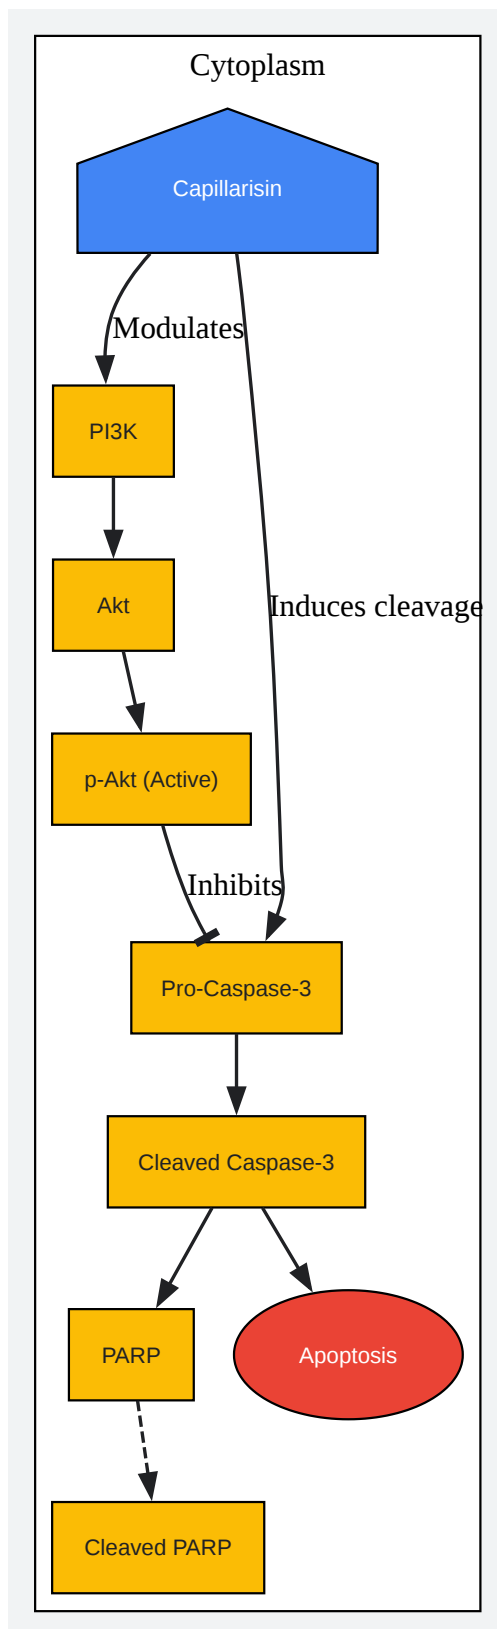 Cytoplasm
Capillarisin
Modulates
PI3K
Akt
Induces cleavage
p-Akt (Active)
Inhibits
Pro-Caspase-3
Cleaved Caspase-3
PARP
Apoptosis
Cleaved PARP